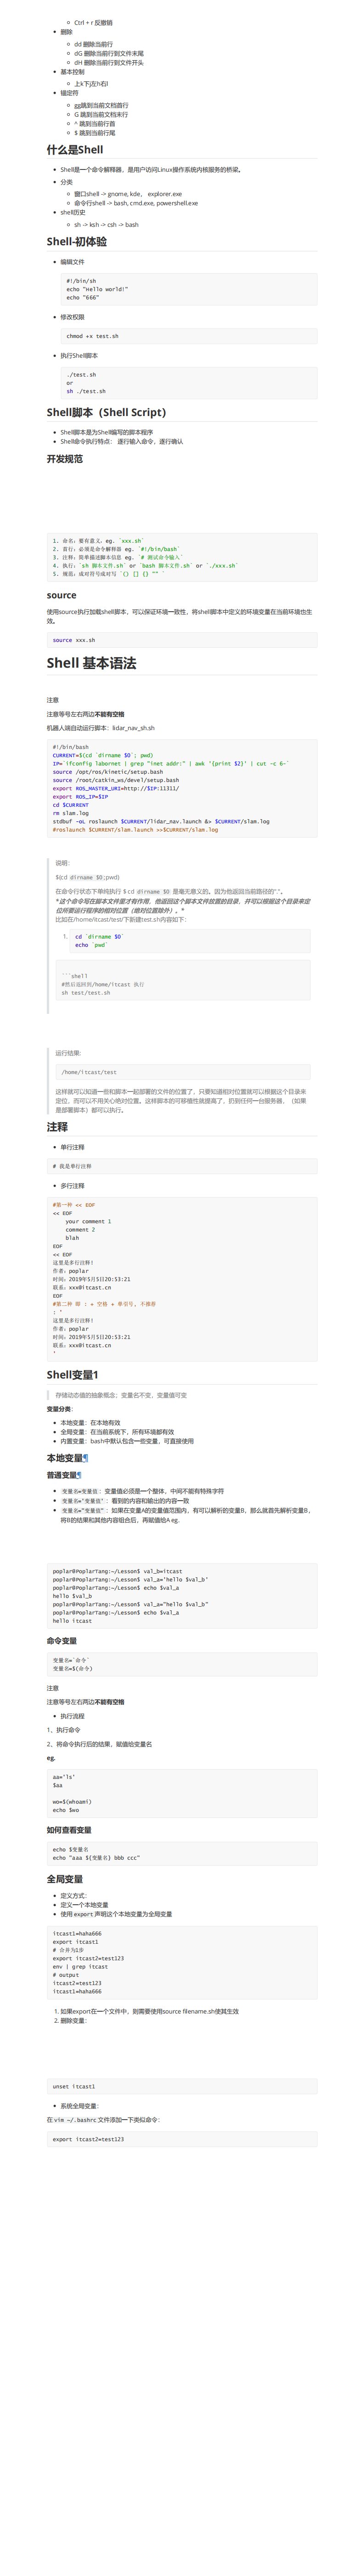 Ctrl + r 反撤销
删除
dd 删除当前行
dG 删除当前行到文件末尾
dH 删除当前行到文件开头
基本控制
上k下j左h右l
锚定符
gg跳到当前文档首行
G 跳到当前文档末行
^ 跳到当前行首
$ 跳到当前行尾
什么是Shell
Shell是一个命令解释器，是用户访问Linux操作系统内核服务的桥梁。
分类
窗口shell -> gnome, kde， explorer.exe
命令行shell -> bash, cmd.exe, powershell.exe
shell历史
sh -> ksh -> csh -> bash
Shell-初体验
编辑文件
#!/bin/sh
echo "Hello world!"
echo "666"
修改权限
chmod +x test.sh
执行Shell脚本
./test.sh
or
sh ./test.sh
Shell脚本（Shell Script）
Shell脚本是为Shell编写的脚本程序
Shell命令执行特点： 逐行输入命令，逐行确认
开发规范
1. 命名：要有意义，eg. `xxx.sh`
2. 首行：必须是命令解释器 eg. `#!/bin/bash`
3. 注释：简单描述脚本信息 eg. `# 测试命令输入`
4. 执行：`sh 脚本文件.sh` or `bash 脚本文件.sh` or `./xxx.sh`
5. 规范：成对符号成对写 `() [] {} "" `
source
使用source执行加载shell脚本，可以保证环境一致性，将shell脚本中定义的环境变量在当前环境也生
效。
source xxx.sh
Shell 基本语法
注意
注意等号左右两边不能有空格
机器人端自动运行脚本：lidar_nav_sh.sh
#!/bin/bash
CURRENT=$(cd `dirname $0`; pwd)
IP=`ifconfig labornet | grep "inet addr:" | awk '{print $2}' | cut -c 6-`
source /opt/ros/kinetic/setup.bash
source /root/catkin_ws/devel/setup.bash
export ROS_MASTER_URI=http://$IP:11311/
export ROS_IP=$IP
cd $CURRENT
rm slam.log
stdbuf -oL roslaunch $CURRENT/lidar_nav.launch &> $CURRENT/slam.log
#roslaunch $CURRENT/slam.launch >>$CURRENT/slam.log
说明：
$(cd dirname $0;pwd)
在命令行状态下单纯执行 $ cd dirname $0 是毫无意义的。因为他返回当前路径的"."。
*这个命令写在脚本文件里才有作用，他返回这个脚本文件放置的目录，并可以根据这个目录来定
位所要运行程序的相对位置（绝对位置除外）。*
比如在/home/itcast/test/下新建test.sh内容如下：
1. cd `dirname $0`
echo `pwd`
```shell
#然后返回到/home/itcast 执行
sh test/test.sh
运行结果:
/home/itcast/test
这样就可以知道一些和脚本一起部署的文件的位置了，只要知道相对位置就可以根据这个目录来
定位，而可以不用关心绝对位置。这样脚本的可移植性就提高了，扔到任何一台服务器，（如果
是部署脚本）都可以执行。
注释
单行注释
# 我是单行注释
多行注释
#第一种 << EOF
<< EOF
your comment 1
comment 2
blah
EOF
<< EOF
这里是多行注释!
作者：poplar
时间：2019年5月5日20:53:21
联系：xxx@itcast.cn
EOF
#第二种 即 : + 空格 + 单引号, 不推荐
: '
这里是多行注释!
作者：poplar
时间：2019年5月5日20:53:21
联系：xxx@itcast.cn
'
Shell变量1
存储动态值的抽象概念；变量名不变，变量值可变
变量分类：
本地变量：在本地有效
全局变量：在当前系统下，所有环境都有效
内置变量：bash中默认包含一些变量，可直接使用
本地变量¶
普通变量¶
变量名=变量值： 变量值必须是一个整体，中间不能有特殊字符
变量名='变量值' ：看到的内容和输出的内容一致
变量名="变量值" ：如果在变量A的变量值范围内，有可以解析的变量B，那么就首先解析变量B，
将B的结果和其他内容组合后，再赋值给A eg.
poplar@PoplarTang:~/Lesson$ val_b=itcast
poplar@PoplarTang:~/Lesson$ val_a='hello $val_b'
poplar@PoplarTang:~/Lesson$ echo $val_a
hello $val_b
poplar@PoplarTang:~/Lesson$ val_a="hello $val_b"
poplar@PoplarTang:~/Lesson$ echo $val_a
hello itcast
命令变量
变量名=`命令`
变量名=$(命令)
注意
注意等号左右两边不能有空格
执行流程
1、执行命令
2、将命令执行后的结果，赋值给变量名
eg.
aa='ls'
$aa
wo=$(whoami)
echo $wo
如何查看变量
echo $变量名
echo "aaa ${变量名} bbb ccc"
全局变量
定义方式：
定义一个本地变量
使用 export 声明这个本地变量为全局变量
itcast1=haha666
export itcast1
# 合并为1步
export itcast2=test123
env | grep itcast
# output
itcast2=test123
itcast1=haha666
1. 如果export在一个文件中，则需要使用source filename.sh使其生效
2. 删除变量：
unset itcast1
系统全局变量：
在 vim ~/.bashrc 文件添加一下类似命令：
export itcast2=test123